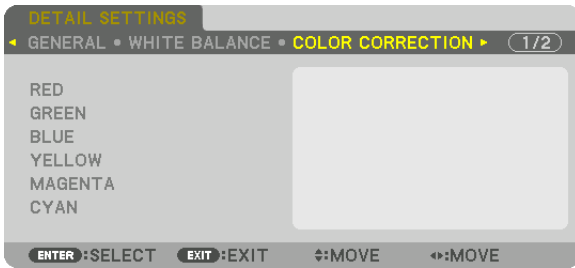 DETAIL SETTINGS
GENERAL • WHITE BALANCE • COLOR CORRECTION 1/2
RED
GREEN
BLUE
YELLOW
MAGENTA
CYAN
ENTER :SELECT EXIT :EXIT :MOVE :MOVE